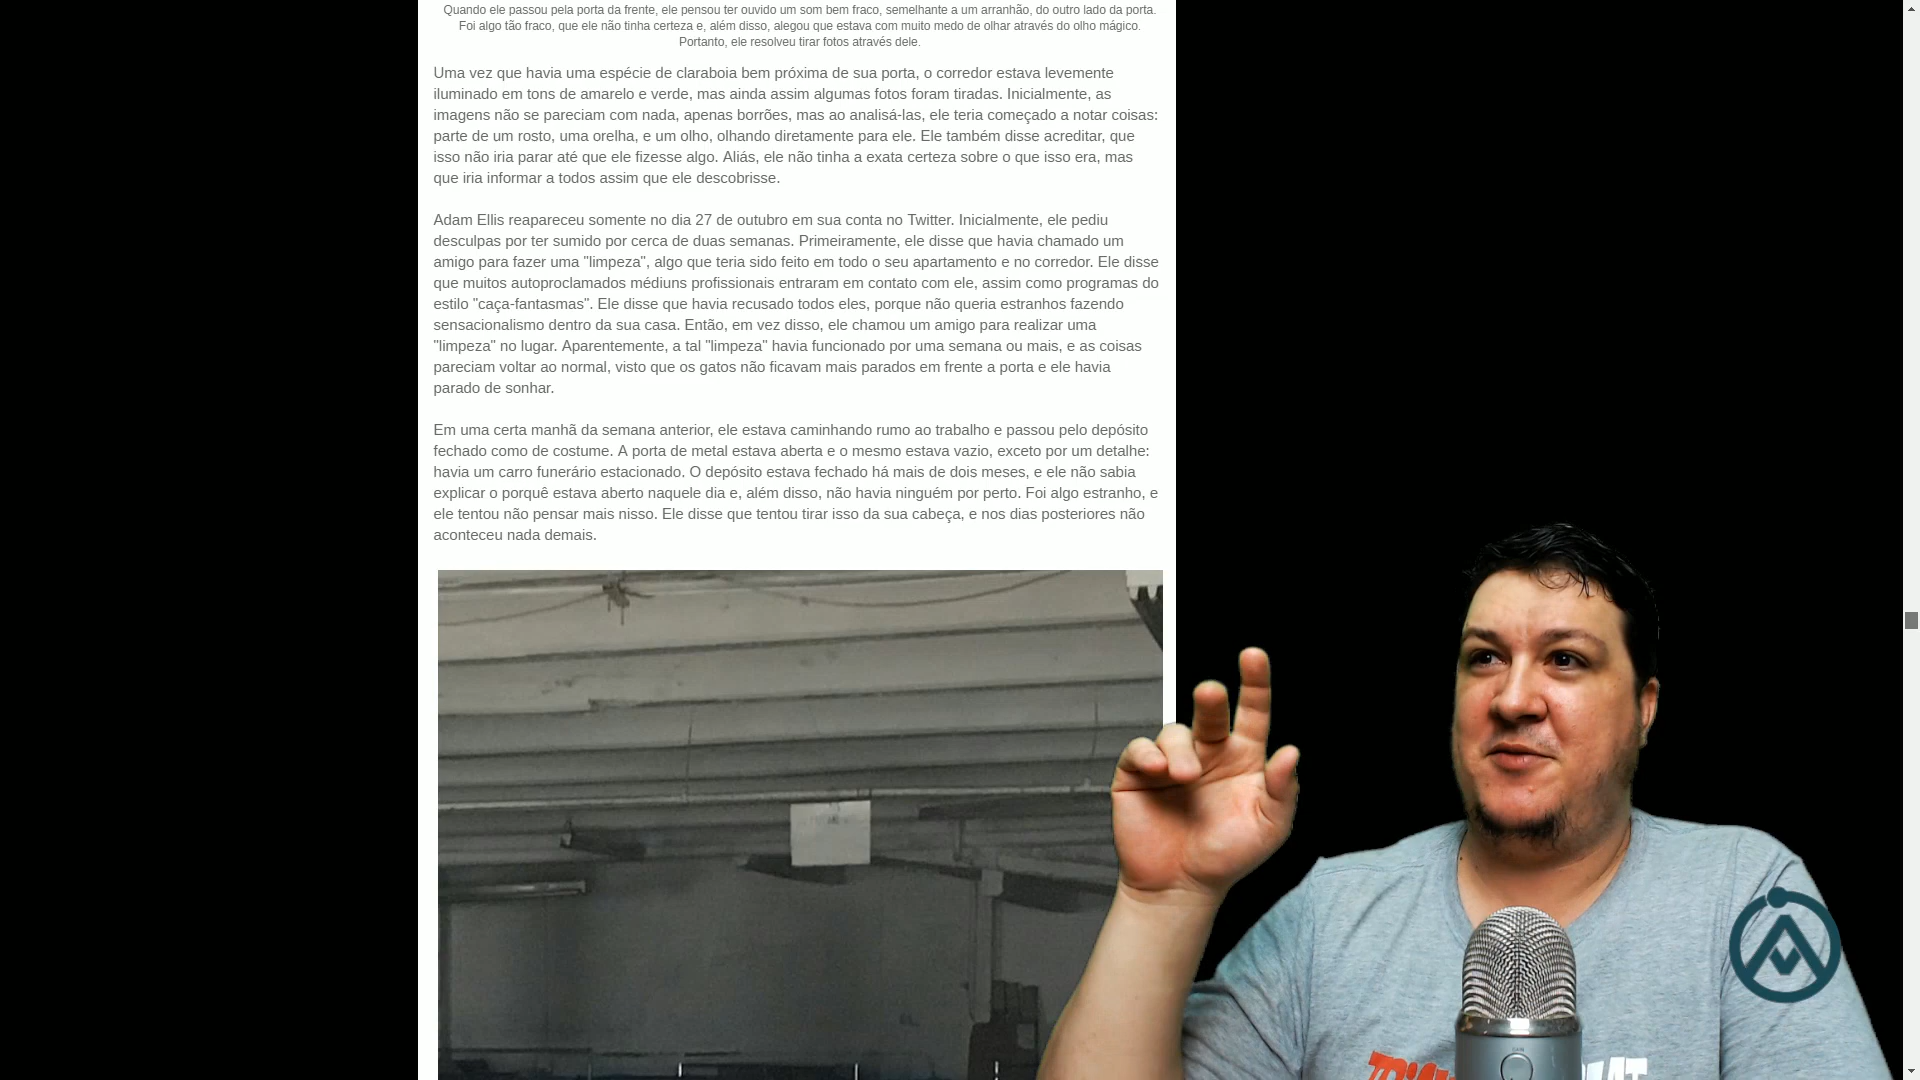 Quando ele passou pela porta da frente, ele pensou ter ouvido um som bem fraco, semelhante a um arranhão, do outro lado da porta.
Foi algo tão fraco, que ele não tinha certeza e, além disso, alegou que estava com muito medo de olhar através do olho mágico.
Portanto, ele resolveu tirar fotos através dele.
Uma vez que havia uma espécie de claraboia bem próxima de sua porta, o corredor estava levemente
iluminado em tons de amarelo e verde, mas ainda assim algumas fotos foram tiradas. Inicialmente, as
imagens não se pareciam com nada, apenas borrões, mas ao analisá-las, ele teria começado a notar coisas:
parte de um rosto, uma orelha, e um olho, olhando diretamente para ele. Ele também disse acreditar, que
isso não iria parar até que ele fizesse algo. Aliás, ele não tinha a exata certeza sobre o que isso era, mas
que iria informar a todos assim que ele descobrisse.
Adam Ellis reapareceu somente no dia 27 de outubro em sua conta no Twitter. Inicialmente, ele pediu
desculpas por ter sumido por cerca de duas semanas. Primeiramente, ele disse que havia chamado um
amigo para fazer uma "limpeza", algo que teria sido feito em todo o seu apartamento e no corredor. Ele disse
que muitos autoproclamados médiuns profissionais entraram em contato com ele, assim como programas do
estilo "caça-fantasmas". Ele disse que havia recusado todos eles, porque não queria estranhos fazendo
sensacionalismo dentro da sua casa. Então, em vez disso, ele chamou um amigo para realizar uma
"limpeza" no lugar. Aparentemente, a tal "limpeza" havia funcionado por uma semana ou mais, e as coisas
pareciam voltar ao normal, visto que os gatos não ficavam mais parados em frente a porta e ele havia
parado de sonhar.
Em uma certa manhã da semana anterior, ele estava caminhando rumo ao trabalho e passou pelo depósito
fechado como de costume. A porta de metal estava aberta e o mesmo estava vazio, exceto por um detalhe:
havia um carro funerário estacionado. O depósito estava fechado há mais de dois meses, e ele não sabia
explicar o porquê estava aberto naquele dia e, além disso, não havia ninguém por perto. Foi algo estranho, e
ele tentou não pensar mais nisso. Ele disse que tentou tirar isso da sua cabeça, e nos dias posteriores não
aconteceu nada demais.